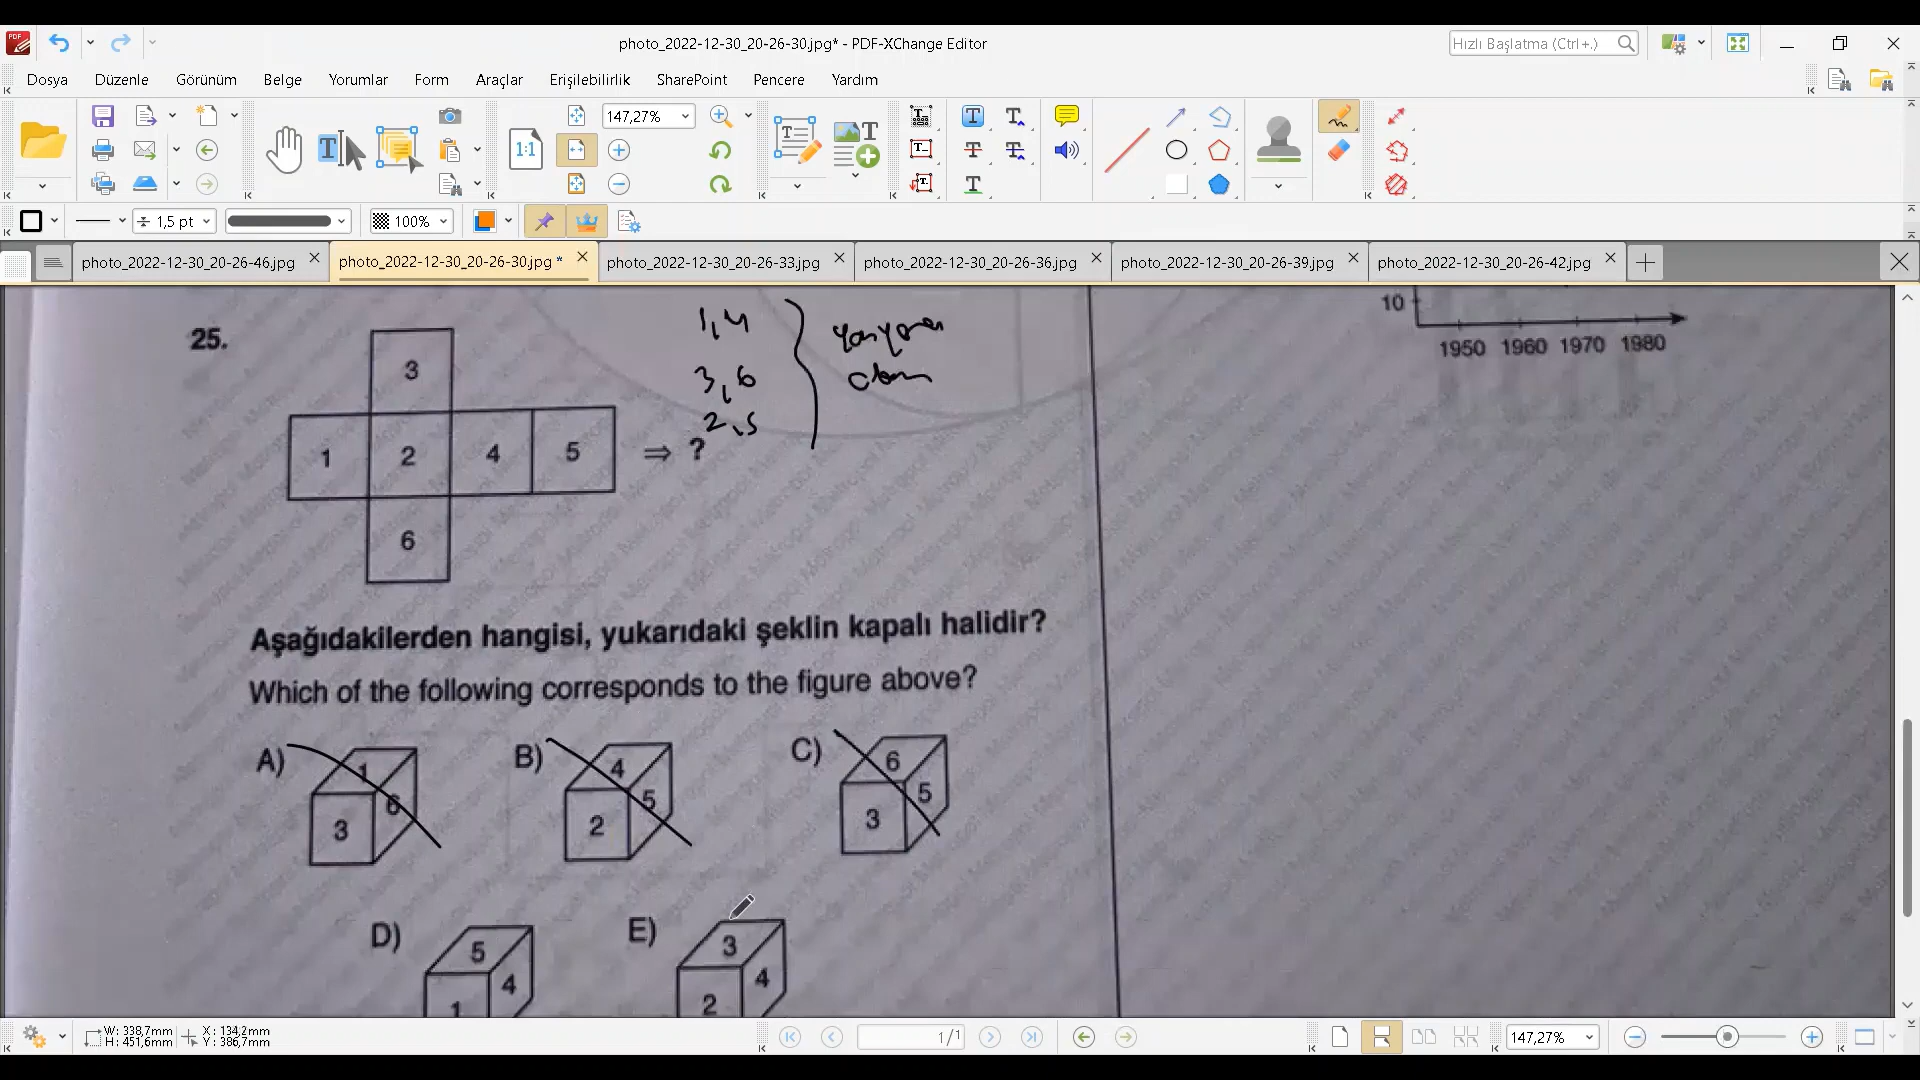 photo_2022-12-30_20-26-30.jpg* - PDF-XChange Editor
Hızlı Başlatma (Ctrl+.)
Dosya Düzenle Görünüm Belge Yorumlar Form Araçlar Erişilebilirlik SharePoint Pencere Yardım
147,27%
1:1
1,5 pt
100%
photo_2022-12-30_20-26-46.jpg
photo_2022-12-30_20-26-30.jpg *
photo_2022-12-30_20-26-33.jpg
photo_2022-12-30_20-26-36.jpg
photo_2022-12-30_20-26-39.jpg
photo_2022-12-30_20-26-42.jpg
25.
3
1 2 4 5
6
⇒ ?
1,4
3,6
2,5
10
1950 1960 1970 1980
Aşağıdakilerden hangisi, yukarıdaki şeklin kapalı halidir?
Which of the following corresponds to the figure above?
A) 1 6 3
B) 4 5 2
C) 6 5 3
D) 5 4 1
E) 3 4 2
W: 338,7mm
H: 451,6mm
X: 134,2mm
Y: 386,7mm
1/1
147,27%